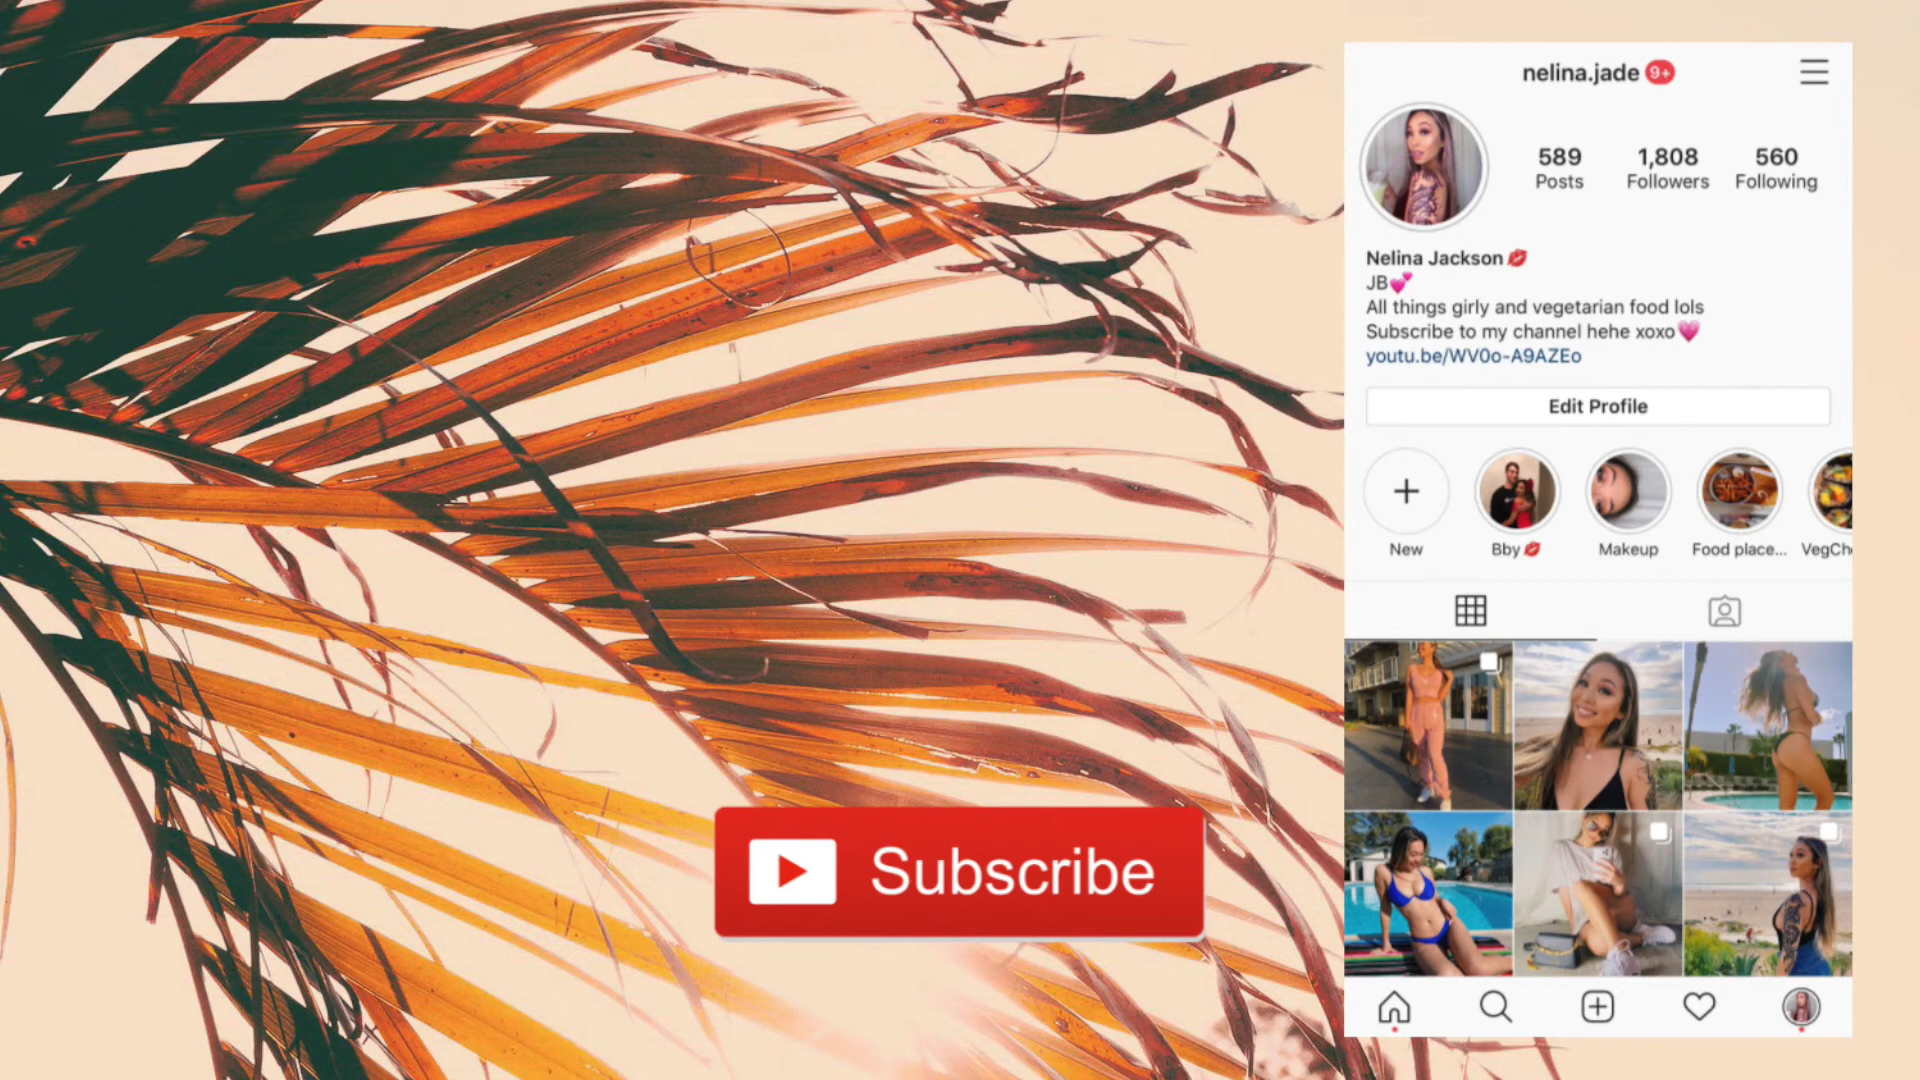 nelina.jade 9+
589 1,808 560
Posts Followers Following
Nelina Jackson💋
JB💕
All things girly and vegetarian food lols
Subscribe to my channel hehe xoxo💗
youtu.be/WV0o-A9AZEo
Edit Profile
New Bby💋 Makeup Food place... VegCh
Subscribe